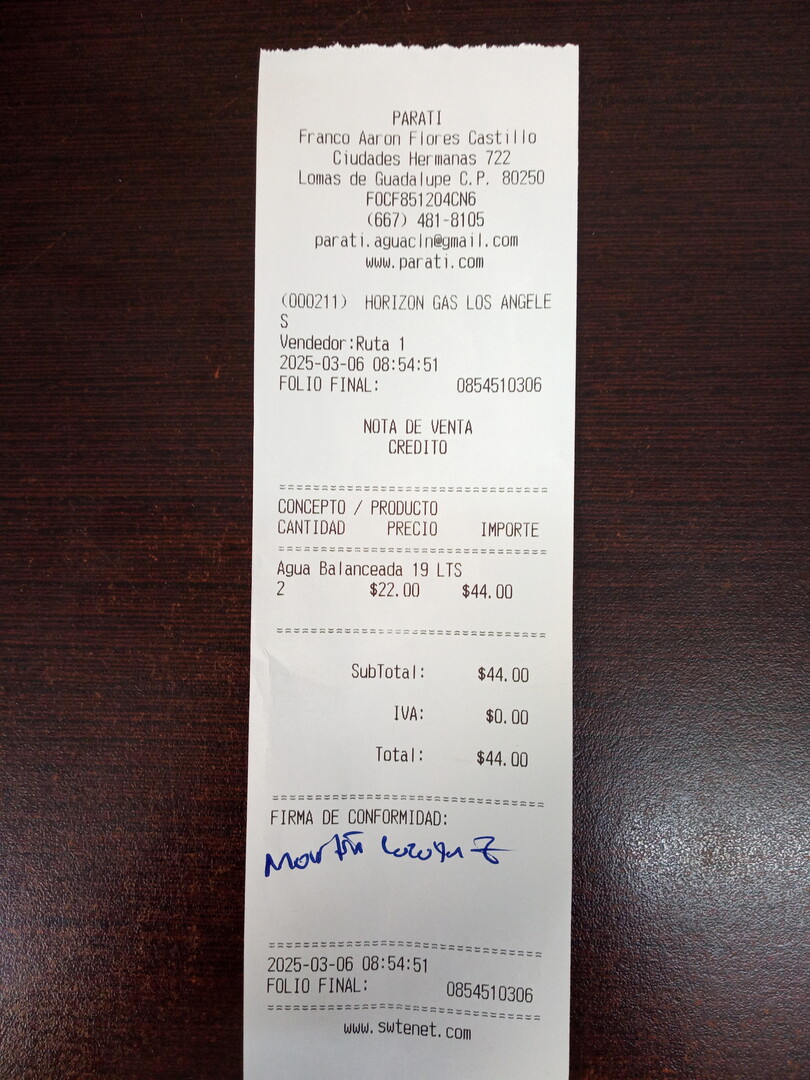 PARATI
Franco Aaron Flores Castillo
Ciudades Hermanas 722
Lomas de Guadalupe C.P. 80250
FOCF851204CN6
(667) 481-8105
parati.aguacln@gmail.com
www.parati.com
(000211) HORIZON GAS LOS ANGELE
S
Vendedor:Ruta 1
2025-03-06 08:54:51
FOLIO FINAL: 0854510306
NOTA DE VENTA
CREDITO
================================
CONCEPTO / PRODUCTO
CANTIDAD PRECIO IMPORTE
================================
Agua Balanceada 19 LTS
2 $22.00 $44.00
================================
SubTotal: $44.00
IVA: $0.00
Total: $44.00
================================
FIRMA DE CONFORMIDAD:
Martín
================================
2025-03-06 08:54:51
FOLIO FINAL: 0854510306
================================
www.swtenet.com